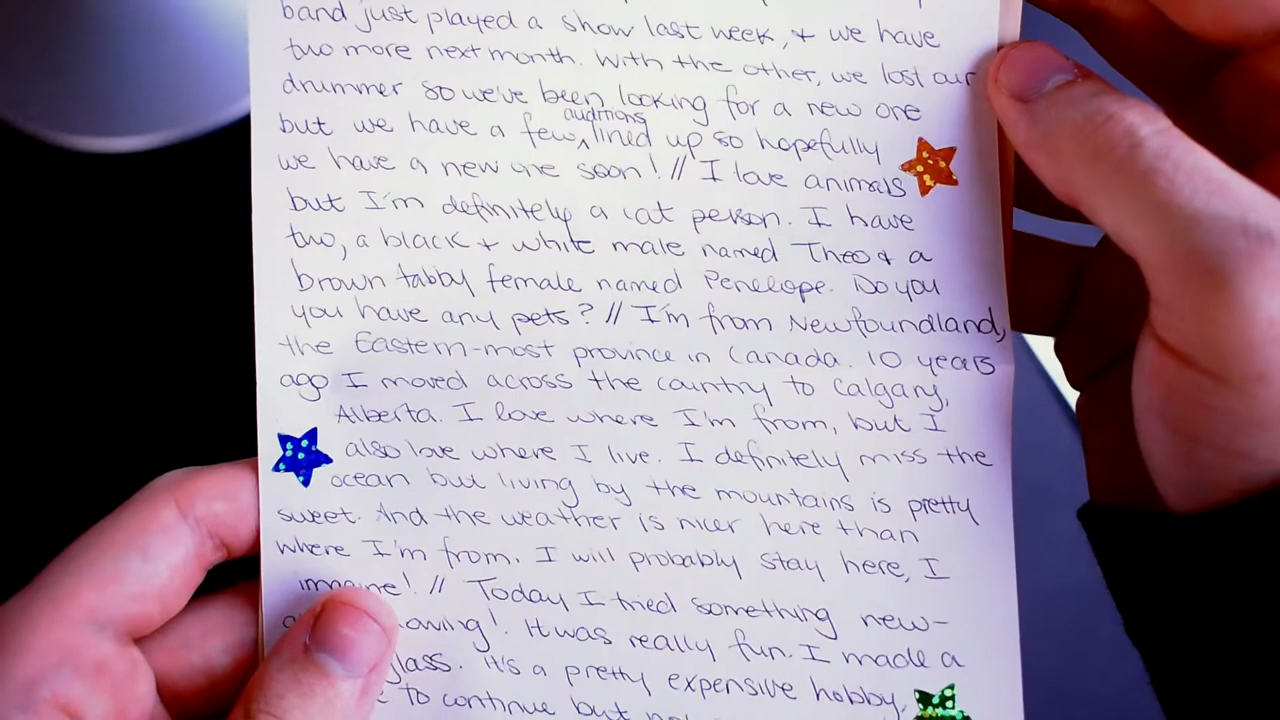 band just played a show last week, + we have
two more next month. With the other, we lost our
drummer so we've been looking for a new one
auditions
but we have a few ^ lined up so hopefully
we have a new one soon! // I love animals
but I'm definitely a cat person. I have
two, a black + white male named Theo + a
brown tabby female named Penelope. Do you
you have any pets? // I'm from Newfoundland,
the Eastern-most province in Canada. 10 years
ago I moved across the country to Calgary,
Alberta. I love where I'm from, but I
also love where I live. I definitely miss the
ocean but living by the mountains is pretty
sweet. And the weather is nicer here than
where I'm from. I will probably stay here, I
imagine! // Today I tried something new-
owing! It was really fun. I made a
glass. It's a pretty expensive hobby,
to continue but